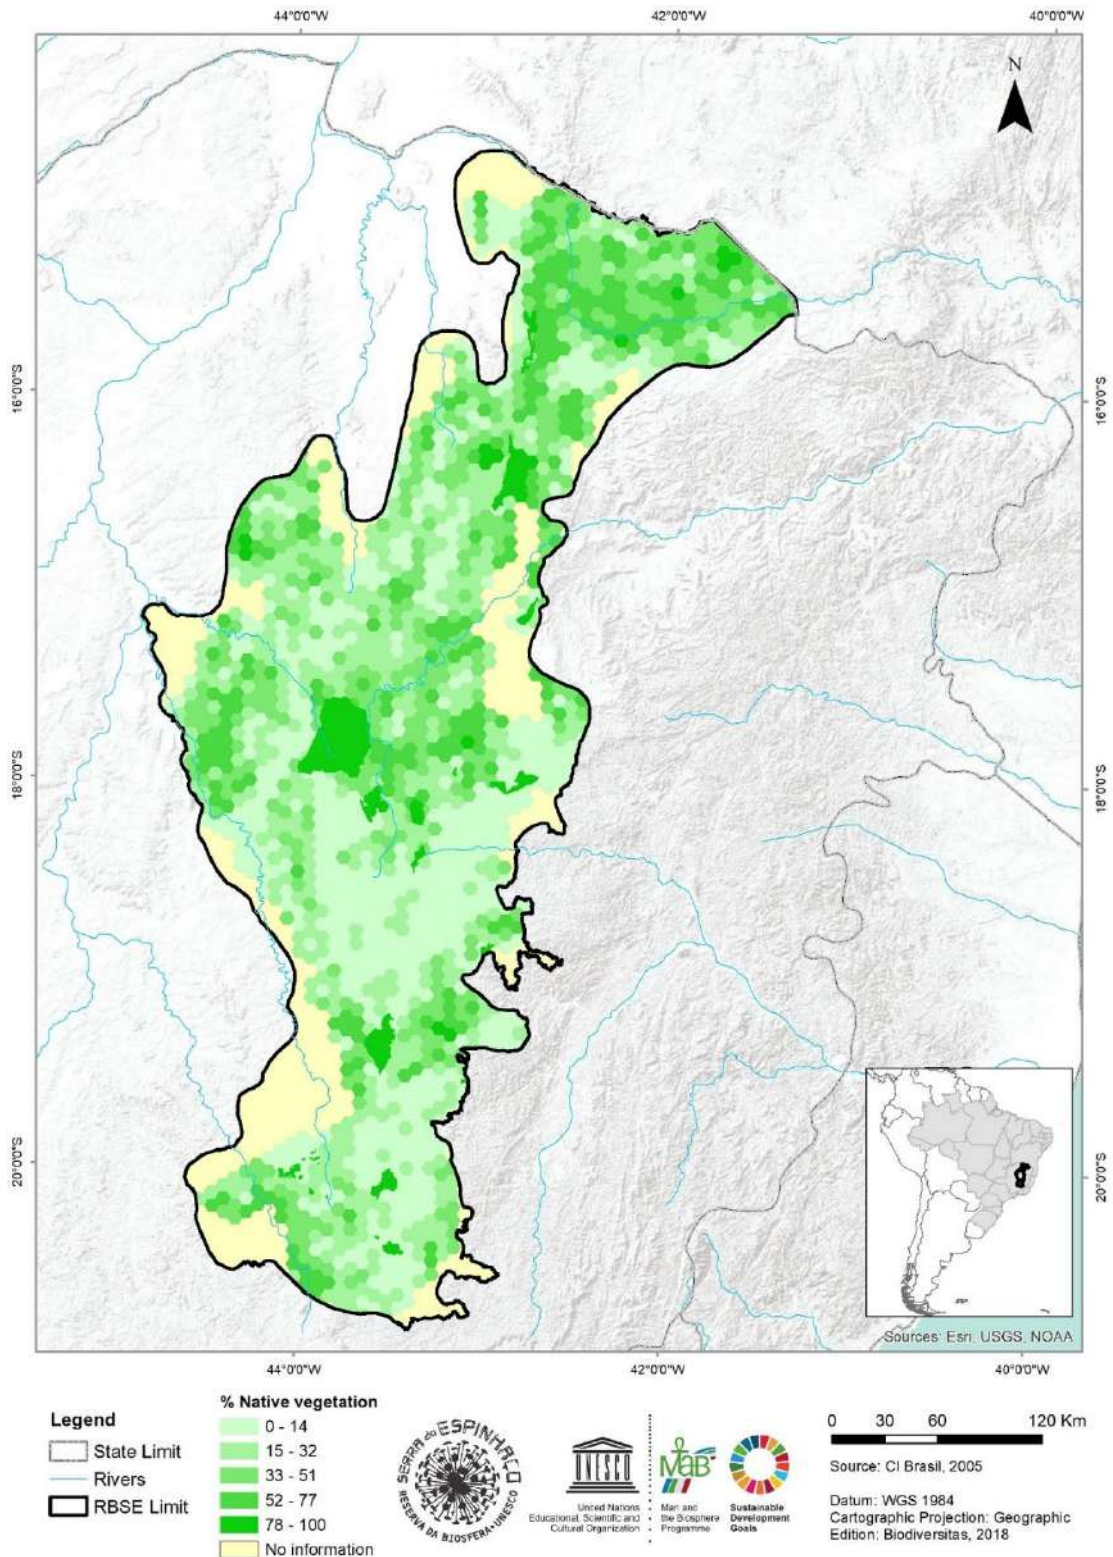 44°0'0"W
42°0'0"W
40°0'0"W
N
16°0'0"S
16°0'0"S
18°0'0"S
18°0'0"S
20°0'0"S
20°0'0"S
Sources: Esri, USGS, NOAA
44°0'0"W
42°0'0"W
40°0'0"W
Legend
State Limit
Rivers
RBSE Limit
% Native vegetation
0 - 14
15 - 32
33 - 51
52 - 77
78 - 100
No information
SERRA do ESPINHAÇO
RESERVA DA BIOSFERA-UNESCO
UNESCO
United Nations
Educational, Scientific and
Cultural Organization
MaB
Man and
the Biosphere
Programme
Sustainable
Development
Goals
0 30 60 120 Km
Source: CI Brasil, 2005
Datum: WGS 1984
Cartographic Projection: Geographic
Edition: Biodiversitas, 2018